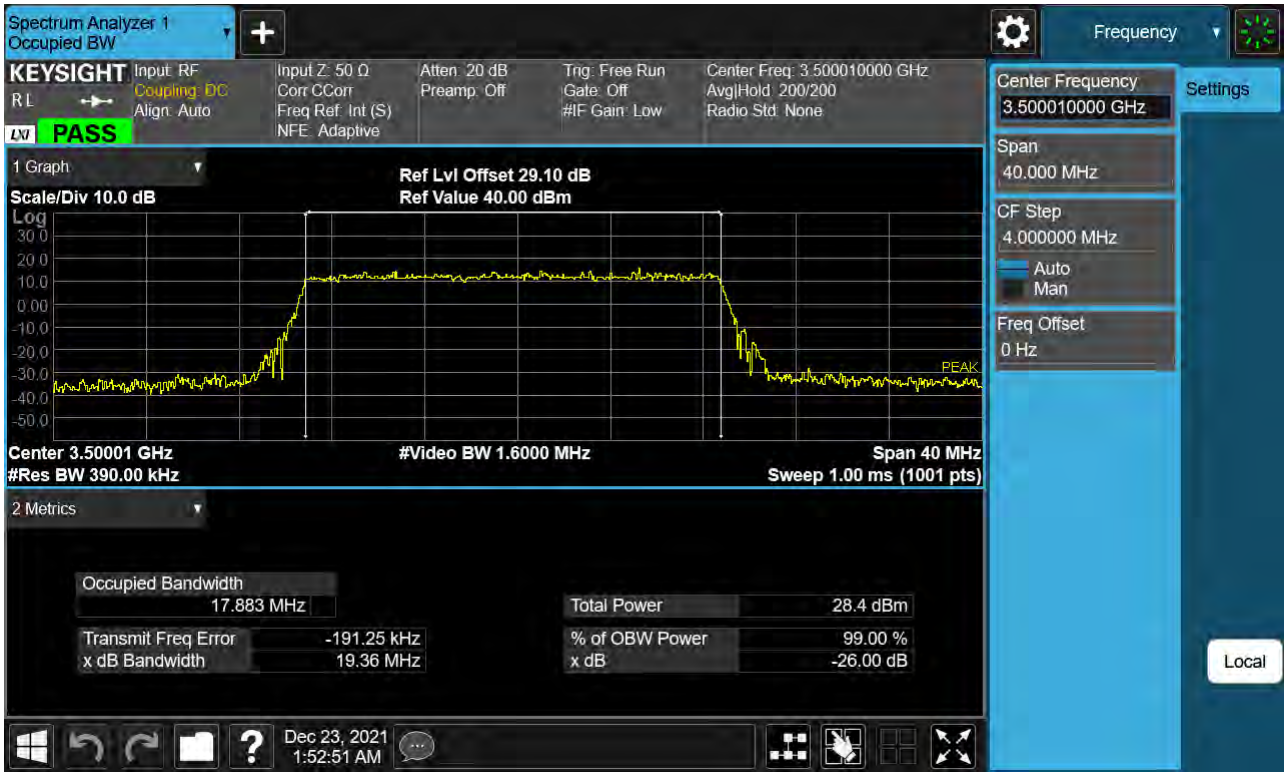 Spectrum Analyzer 1
Occupied BW
+
Frequency
KEYSIGHT
RL
LXI PASS
Input: RF
Coupling: DC
Align: Auto
Input Z: 50 Ω
Corr CCorr
Freq Ref: Int (S)
NFE: Adaptive
Atten: 20 dB
Preamp: Off
Trig: Free Run
Gate: Off
#IF Gain: Low
Center Freq: 3.500010000 GHz
Avg|Hold: 200/200
Radio Std: None
Center Frequency
3.500010000 GHz
Settings
Span
40.000 MHz
CF Step
4.000000 MHz
Auto
Man
Freq Offset
0 Hz
1 Graph
Scale/Div 10.0 dB
Ref Lvl Offset 29.10 dB
Ref Value 40.00 dBm
Log
30.0
20.0
10.0
0.00
-10.0
-20.0
-30.0
-40.0
-50.0
PEAK
Center 3.50001 GHz
#Video BW 1.6000 MHz
Span 40 MHz
#Res BW 390.00 kHz
Sweep 1.00 ms (1001 pts)
2 Metrics
Occupied Bandwidth
17.883 MHz
Total Power 28.4 dBm
Transmit Freq Error -191.25 kHz
% of OBW Power 99.00 %
x dB Bandwidth 19.36 MHz
x dB -26.00 dB
Local
?
Dec 23, 2021
1:52:51 AM